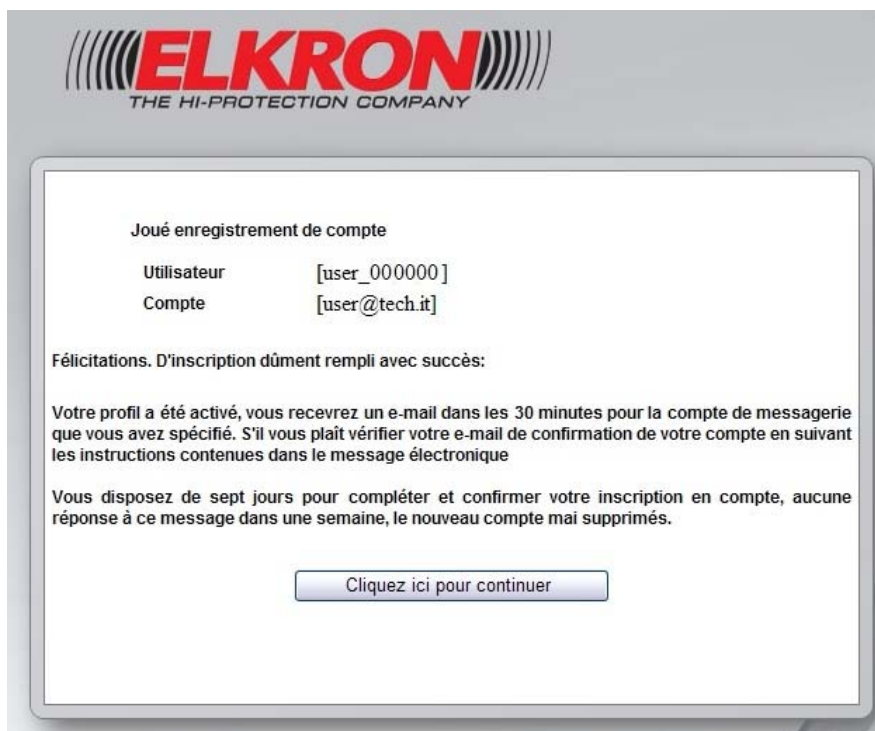 ELKRON
THE HI-PROTECTION COMPANY
Joué enregistrement de compte
Utilisateur [user_000000]
Compte [user@tech.it]
Félicitations. D'inscription dûment rempli avec succès:
Votre profil a été activé, vous recevrez un e-mail dans les 30 minutes pour la compte de messagerie
que vous avez spécifié. S'il vous plaît vérifier votre e-mail de confirmation de votre compte en suivant
les instructions contenues dans le message électronique
Vous disposez de sept jours pour compléter et confirmer votre inscription en compte, aucune
réponse à ce message dans une semaine, le nouveau compte mai supprimés.
Cliquez ici pour continuer